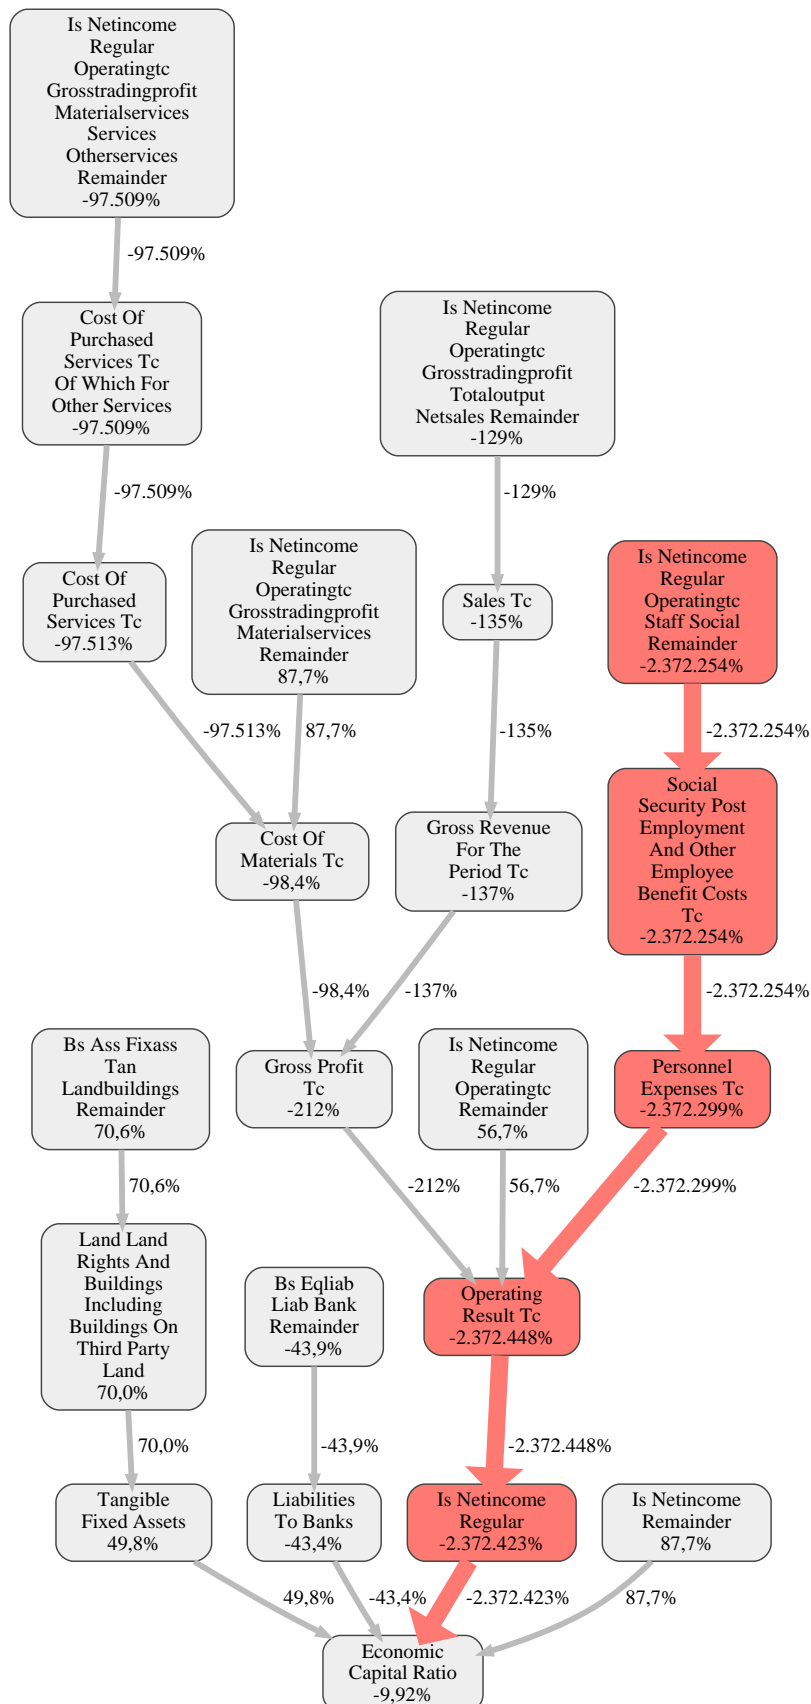 Is Netincome
Regular
Operatingtc
Grosstradingprofit
Materialservices
Services
Otherservices
Remainder
-97.509%
-97.509%
Cost Of
Purchased
Services Tc
Of Which For
Other Services
-97.509%
Is Netincome
Regular
Operatingtc
Grosstradingprofit
Totaloutput
Netsales Remainder
-129%
-97.509%
-129%
Cost Of
Purchased
Services Tc
-97.513%
Is Netincome
Regular
Operatingtc
Grosstradingprofit
Materialservices
Remainder
87,7%
Sales Tc
-135%
Is Netincome
Regular
Operatingtc
Staff Social
Remainder
-2.372.254%
-97.513%
87,7%
-135%
-2.372.254%
Cost Of
Materials Tc
-98,4%
Gross Revenue
For The
Period Tc
-137%
Social
Security Post
Employment
And Other
Employee
Benefit Costs
Tc
-2.372.254%
-98,4%
-137%
-2.372.254%
Bs Ass Fixass
Tan
Landbuildings
Remainder
70,6%
Gross Profit
Tc
-212%
Is Netincome
Regular
Operatingtc
Remainder
56,7%
Personnel
Expenses Tc
-2.372.299%
70,6%
-212%
56,7%
-2.372.299%
Land Land
Rights And
Buildings
Including
Buildings On
Third Party
Land
70,0%
Bs Eqliab
Liab Bank
Remainder
-43,9%
Operating
Result Tc
-2.372.448%
70,0%
-43,9%
-2.372.448%
Tangible
Fixed Assets
49,8%
Liabilities
To Banks
-43,4%
Is Netincome
Regular
-2.372.423%
Is Netincome
Remainder
87,7%
49,8%
-43,4%
-2.372.423%
87,7%
Economic
Capital Ratio
-9,92%